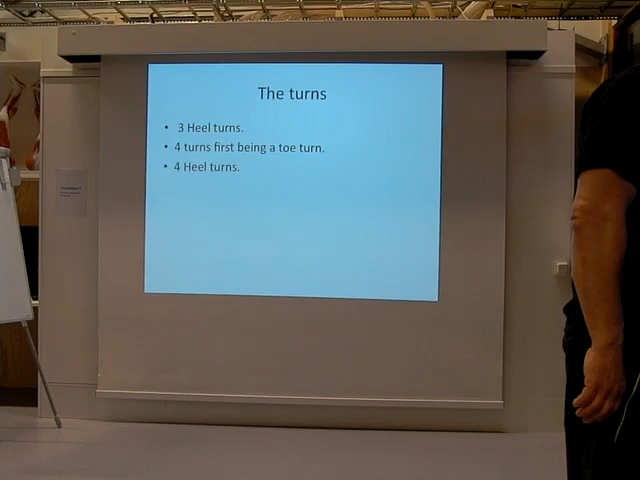 The turns
• 3 Heel turns.
• 4 turns first being a toe turn.
• 4 Heel turns.